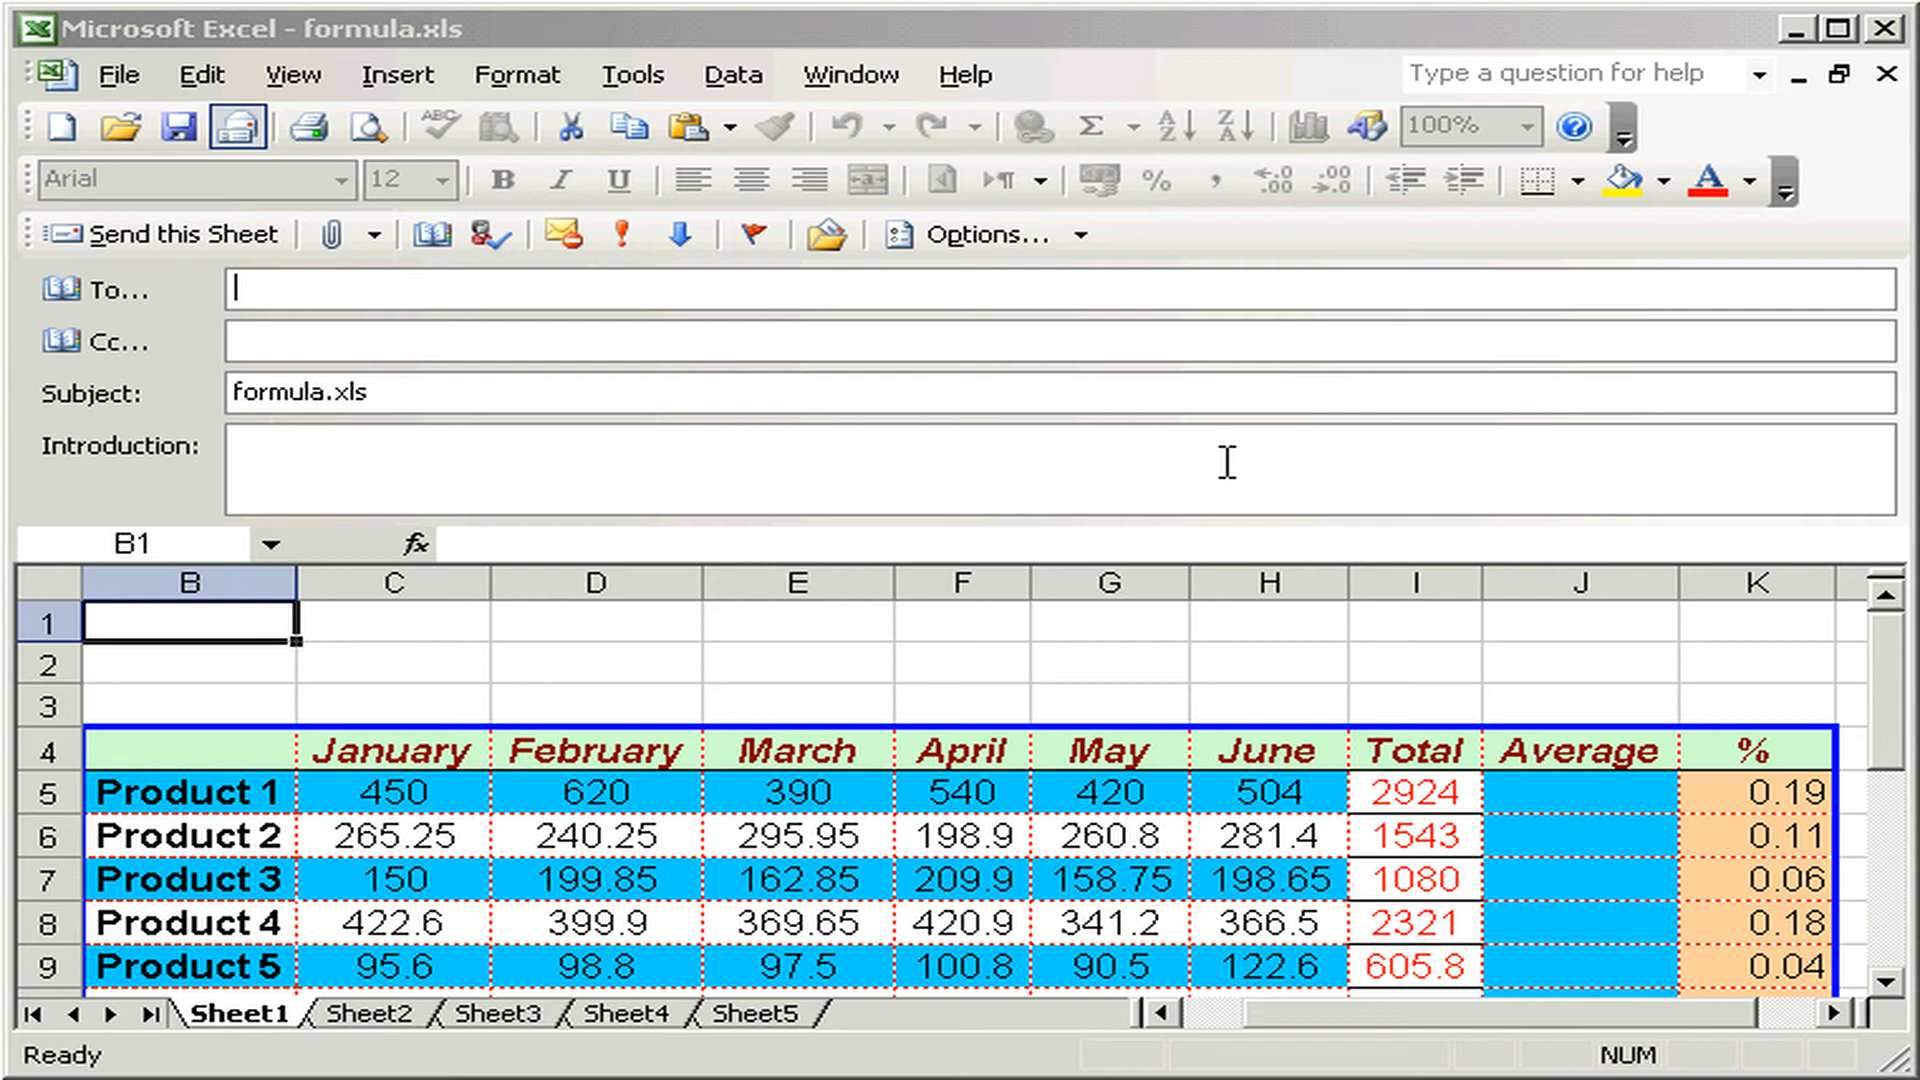 Microsoft Excel - formula.xls
File Edit View Insert Format Tools Data Window Help Type a question for help
ABC Σ A Z Z A 100%
Arial 12 B I U a % , .00 .00 A
Send this Sheet Options...
To...
Cc...
Subject: formula.xls
Introduction:
B1 fx
B C D E F G H I J K
1
2
3
4 January February March April May June Total Average %
5 Product 1 450 620 390 540 420 504 2924 0.19
6 Product 2 265.25 240.25 295.95 198.9 260.8 281.4 1543 0.11
7 Product 3 150 199.85 162.85 209.9 158.75 198.65 1080 0.06
8 Product 4 422.6 399.9 369.65 420.9 341.2 366.5 2321 0.18
9 Product 5 95.6 98.8 97.5 100.8 90.5 122.6 605.8 0.04
Sheet1 Sheet2 Sheet3 Sheet4 Sheet5
Ready NUM